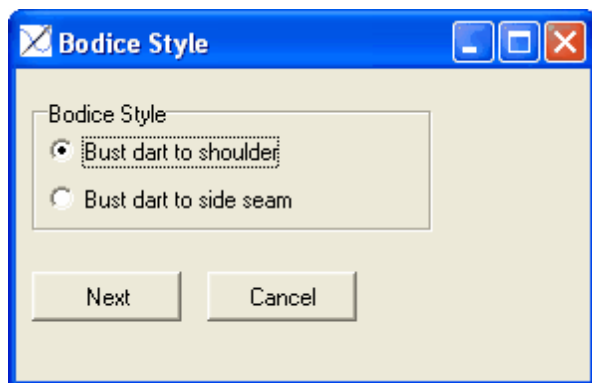 Bodice Style
Bodice Style
Bust dart to shoulder
Bust dart to side seam
Next Cancel